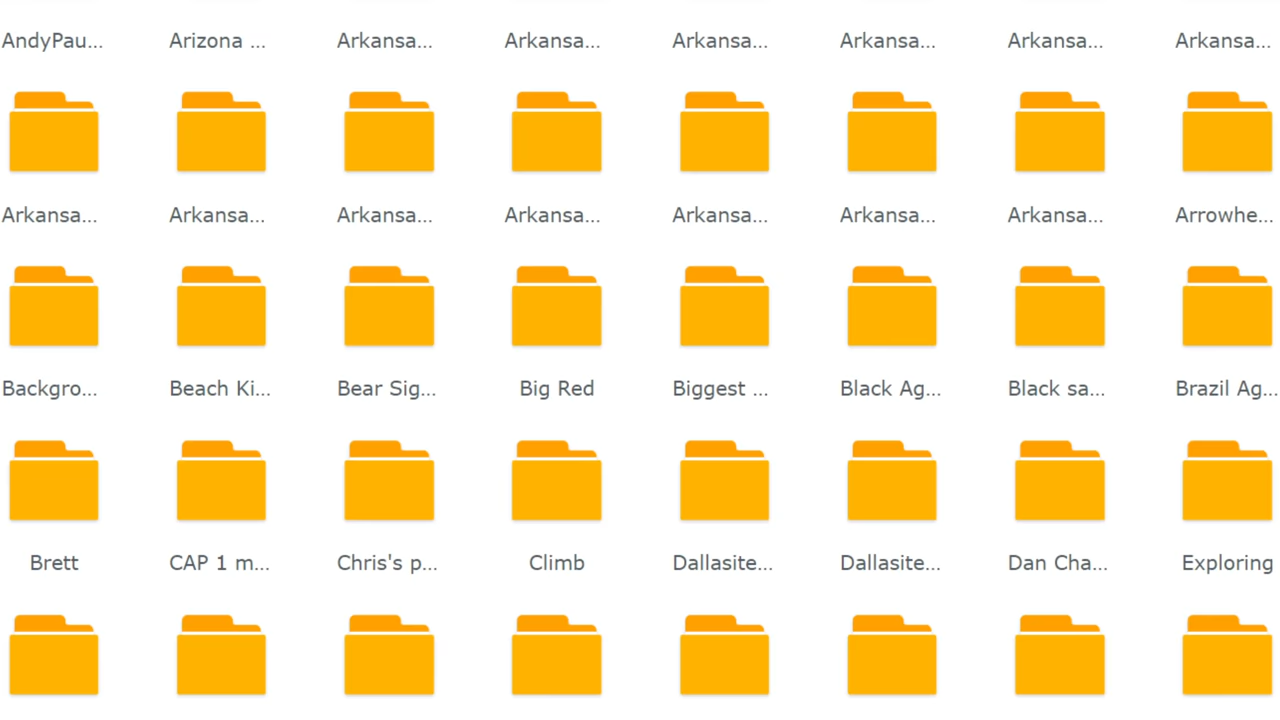 AndyPau... Arizona ... Arkansa... Arkansa... Arkansa... Arkansa... Arkansa... Arkansa...
Arkansa... Arkansa... Arkansa... Arkansa... Arkansa... Arkansa... Arkansa... Arrowhe...
Backgro... Beach Ki... Bear Sig... Big Red Biggest ... Black Ag... Black sa... Brazil Ag...
Brett CAP 1 m... Chris's p... Climb Dallasite... Dallasite... Dan Cha... Exploring